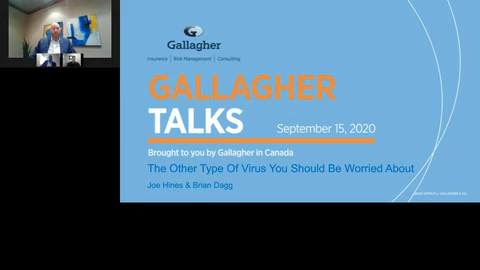 Gallagher
Insurance | Risk Management | Consulting
GALLAGHER
TALKS
September 15, 2020
Brought to you by Gallagher in Canada
The Other Type Of Virus You Should Be Worried About
Joe Hines & Brian Dagg